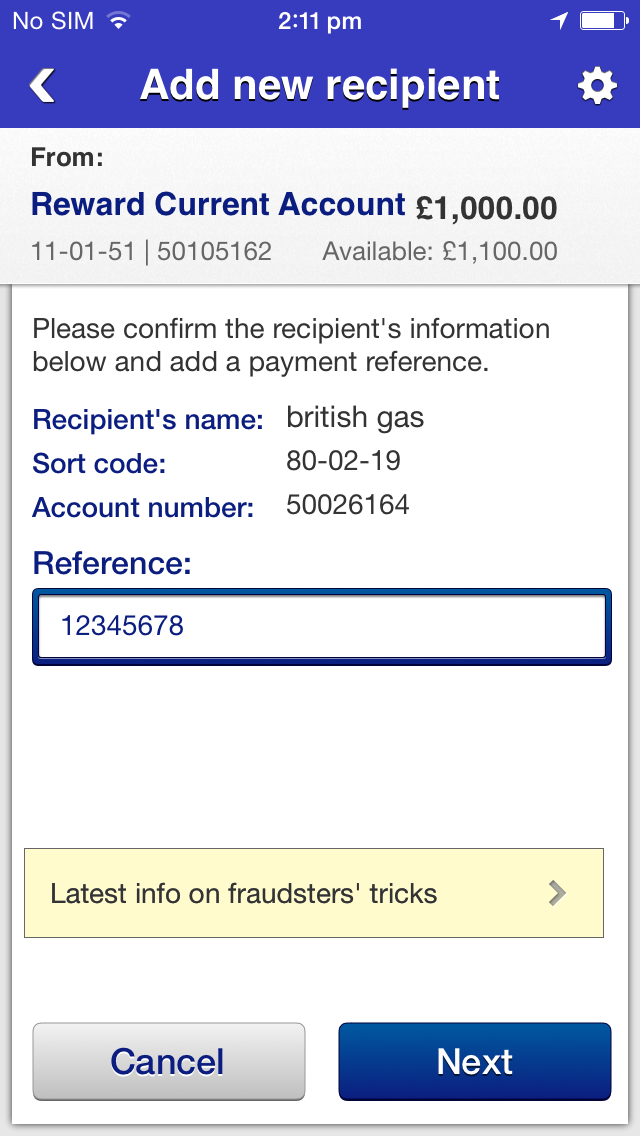 No SIM 2:11 pm
Add new recipient
From:
Reward Current Account £1,000.00
11-01-51 | 50105162 Available: £1,100.00
Please confirm the recipient's information
below and add a payment reference.
Recipient's name: british gas
Sort code: 80-02-19
Account number: 50026164
Reference:
12345678
Latest info on fraudsters' tricks
Cancel Next